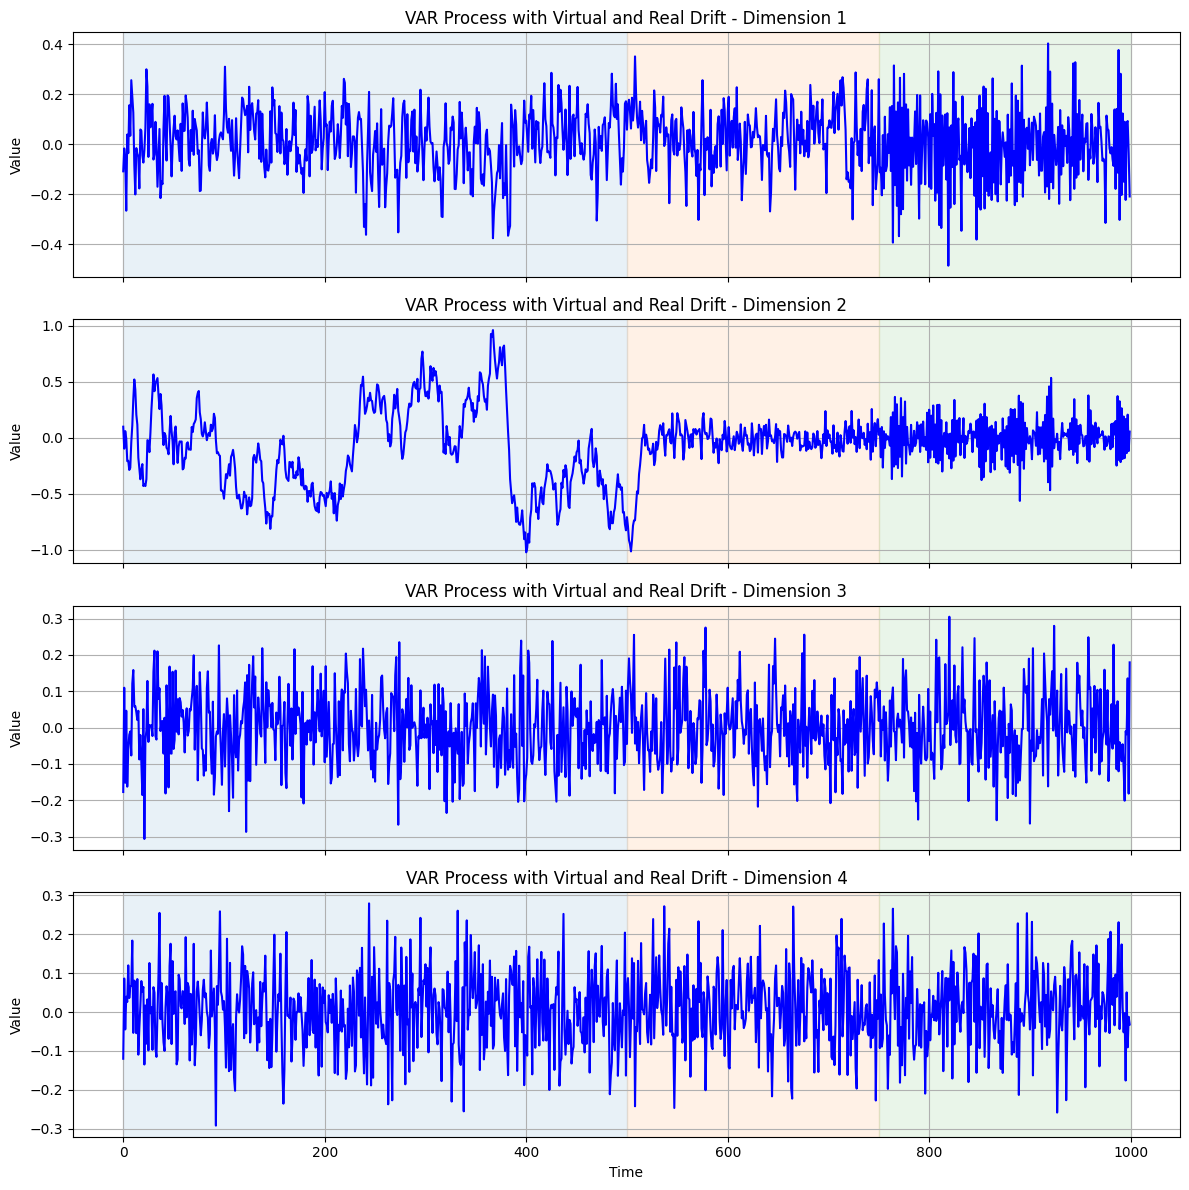 VAR Process with Virtual and Real Drift - Dimension 1
0.4
0.2
0.0
−0.2
−0.4
Value
VAR Process with Virtual and Real Drift - Dimension 2
1.0
0.5
0.0
−0.5
−1.0
Value
VAR Process with Virtual and Real Drift - Dimension 3
0.3
0.2
0.1
0.0
−0.1
−0.2
−0.3
Value
VAR Process with Virtual and Real Drift - Dimension 4
0.3
0.2
0.1
0.0
−0.1
−0.2
−0.3
Value
0 200 400 600 800 1000
Time